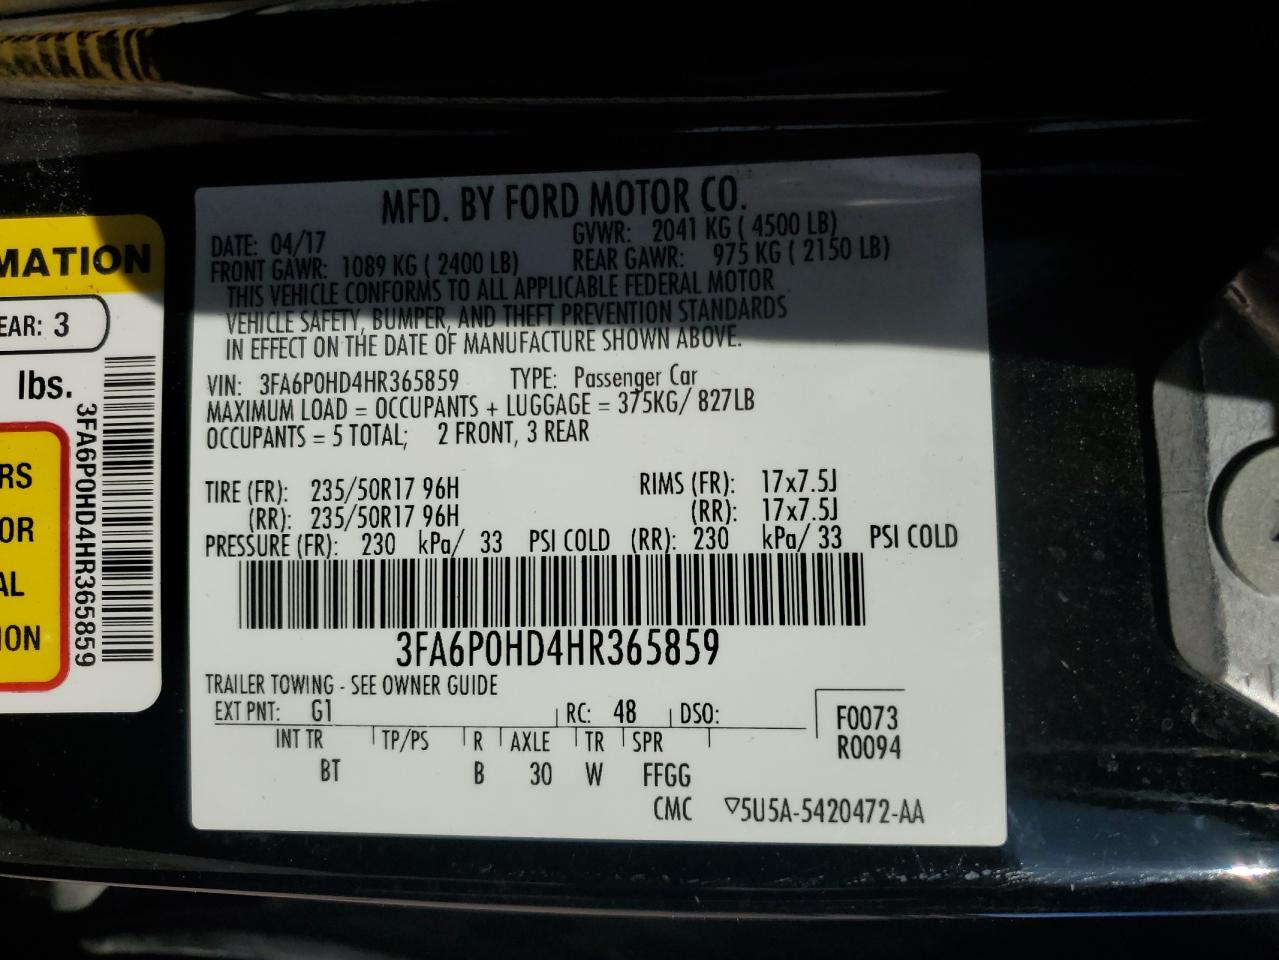 MATION
EAR: 3
lbs.
3FA6P0HD4HR365859
RS
OR
AL
ION
MFD. BY FORD MOTOR CO.
DATE: 04/17 GVWR: 2041 KG ( 4500 LB)
FRONT GAWR: 1089 KG ( 2400 LB) REAR GAWR: 975 KG ( 2150 LB)
THIS VEHICLE CONFORMS TO ALL APPLICABLE FEDERAL MOTOR
VEHICLE SAFETY, BUMPER, AND THEFT PREVENTION STANDARDS
IN EFFECT ON THE DATE OF MANUFACTURE SHOWN ABOVE.
VIN: 3FA6P0HD4HR365859 TYPE: Passenger Car
MAXIMUM LOAD = OCCUPANTS + LUGGAGE = 375KG/ 827LB
OCCUPANTS = 5 TOTAL; 2 FRONT, 3 REAR
TIRE (FR): 235/50R17 96H RIMS (FR): 17x7.5J
(RR): 235/50R17 96H (RR): 17x7.5J
PRESSURE (FR): 230 kPa/ 33 PSI COLD (RR): 230 kPa/ 33 PSI COLD
3FA6P0HD4HR365859
TRAILER TOWING - SEE OWNER GUIDE
EXT PNT: G1 RC: 48 DSO: F0073
INT TR TP/PS R AXLE TR SPR R0094
BT B 30 W FFGG
CMC ▽5U5A-5420472-AA